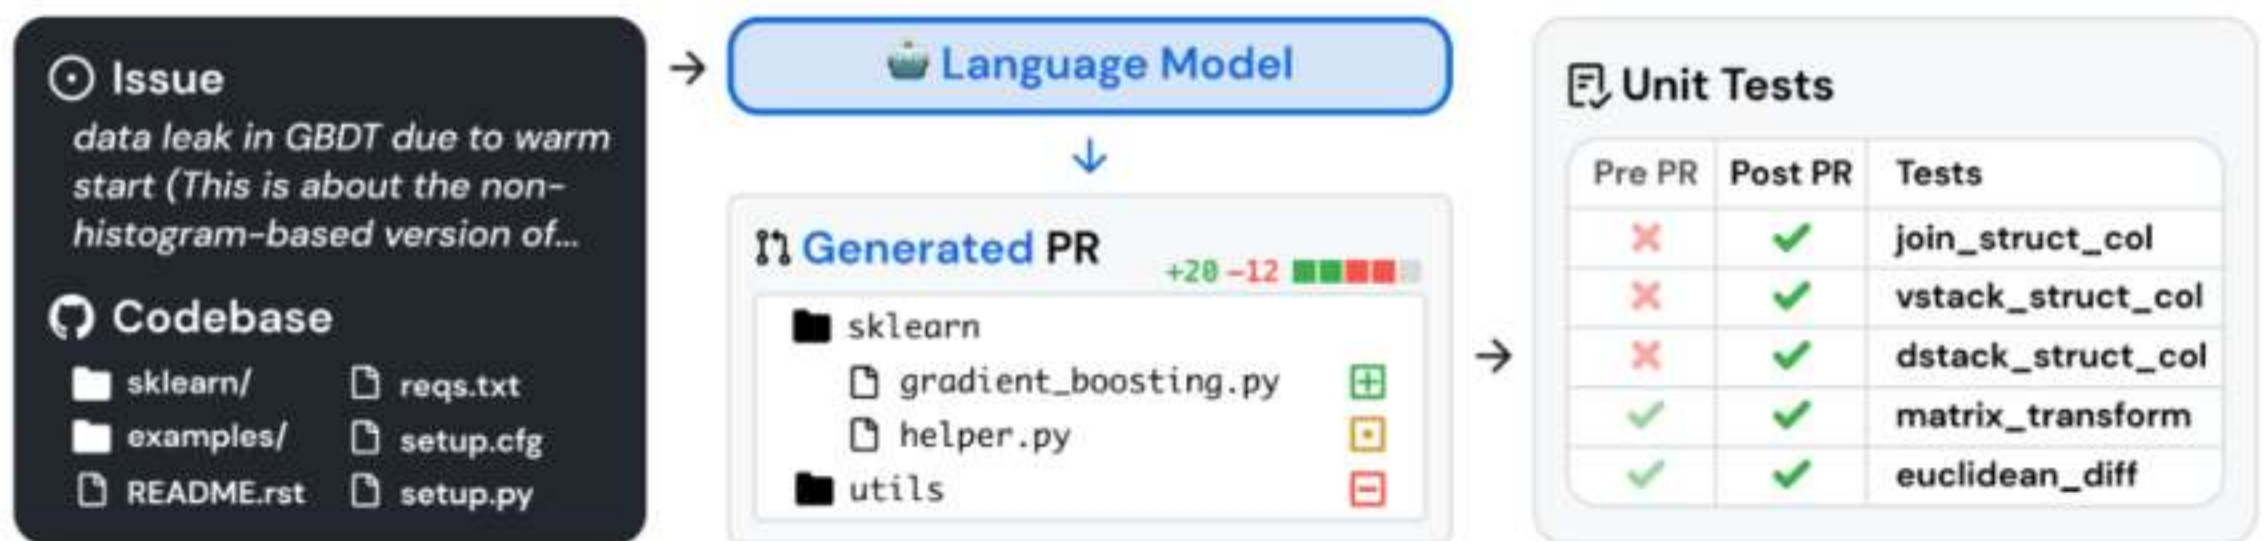 Issue
data leak in GBDT due to warm
start (This is about the non-
histogram-based version of...
Codebase
sklearn/
reqs.txt
examples/
setup.cfg
README.rst
setup.py
Language Model
Generated PR
+20 -12
sklearn
gradient_boosting.py
helper.py
utils
Unit Tests
Pre PR Post PR Tests
join_struct_col
vstack_struct_col
dstack_struct_col
matrix_transform
euclidean_diff